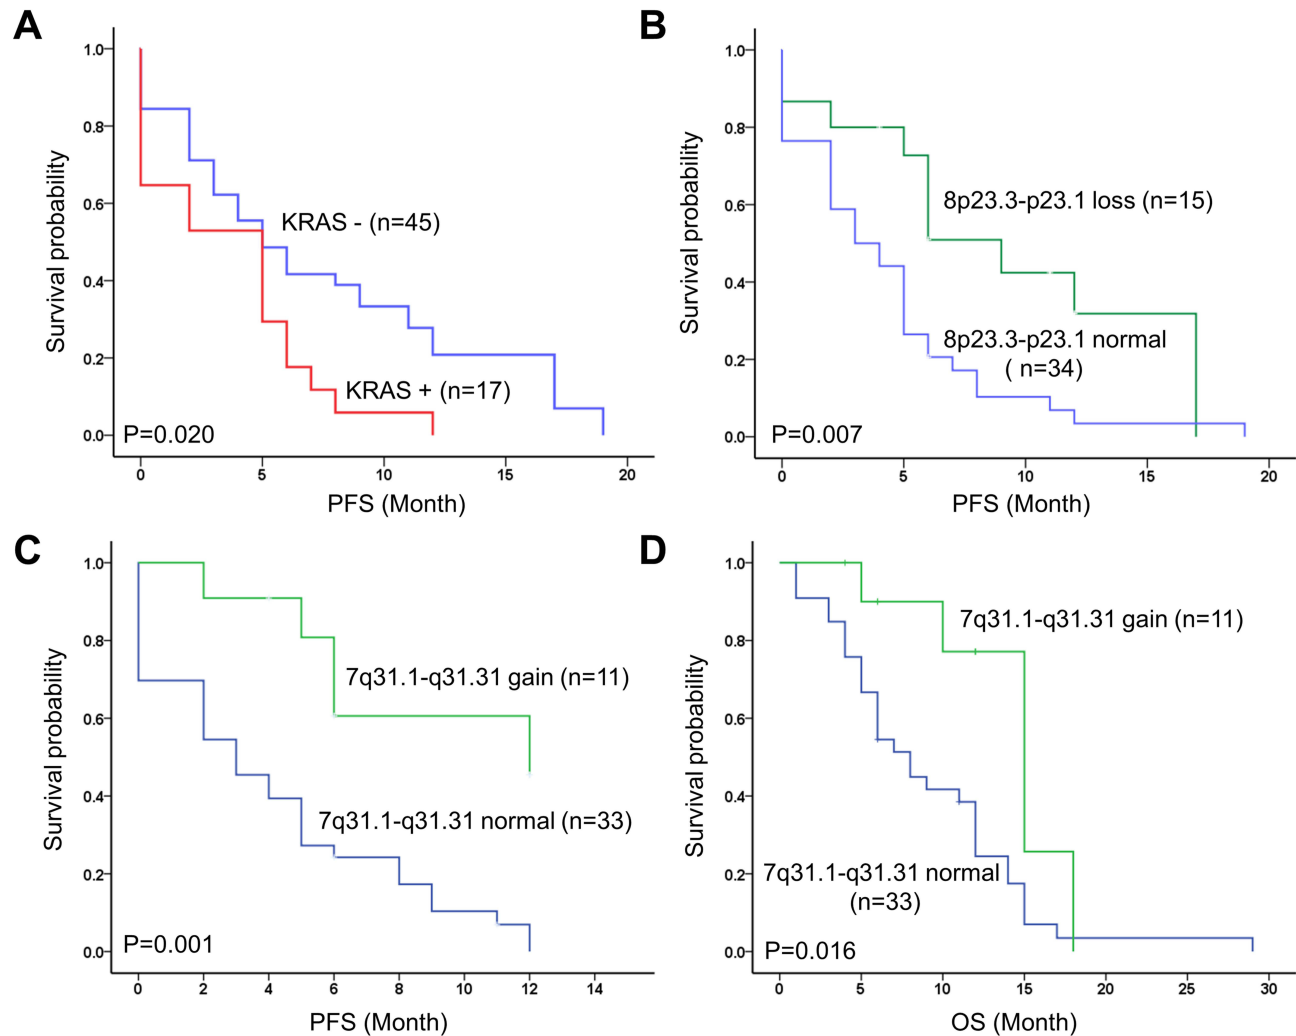 A
Survival probability
1.0
0.8
0.6
0.4
0.2
0.0
KRAS - (n=45)
KRAS + (n=17)
P=0.020
0 5 10 15 20
PFS (Month)
B
Survival probability
1.0
0.8
0.6
0.4
0.2
0.0
8p23.3-p23.1 loss (n=15)
8p23.3-p23.1 normal
( n=34)
P=0.007
0 5 10 15 20
PFS (Month)
C
Survival probability
1.0
0.8
0.6
0.4
0.2
0.0
7q31.1-q31.31 gain (n=11)
7q31.1-q31.31 normal (n=33)
P=0.001
0 2 4 6 8 10 12 14
PFS (Month)
D
Survival probability
1.0
0.8
0.6
0.4
0.2
0.0
7q31.1-q31.31 gain (n=11)
7q31.1-q31.31 normal
(n=33)
P=0.016
0 5 10 15 20 25 30
OS (Month)